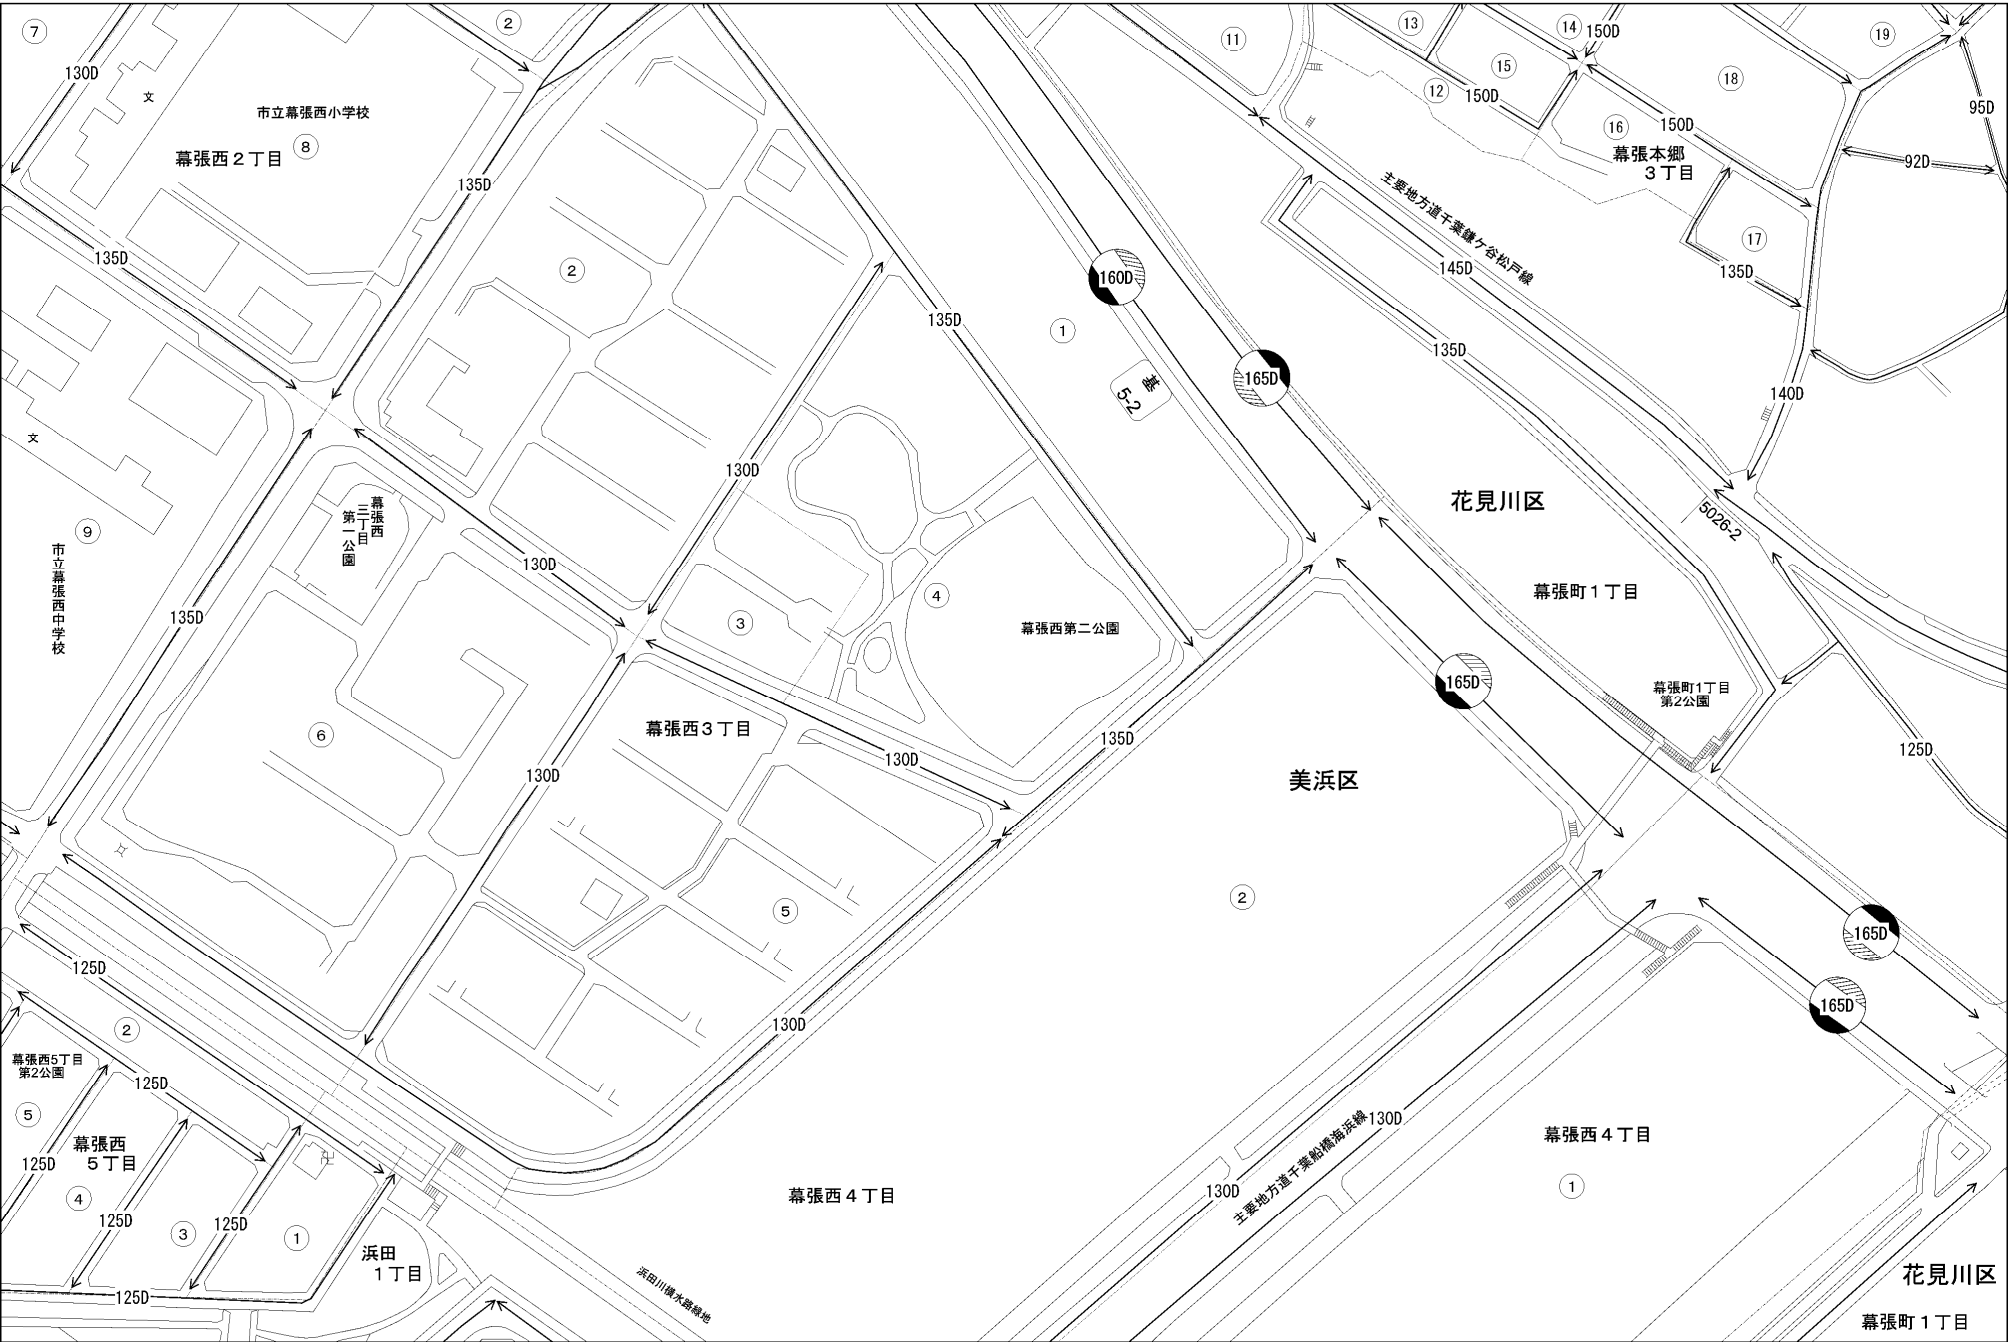 7
2
130D
文
市立幕張西小学校
8
幕張西2丁目
135D
135D
2
11
13
14
150D
19
15
12
150D
18
16
150D
95D
幕張本郷
3丁目
92D
主要地方道千葉鎌ケ谷松戸線
17
145D
135D
160D
135D
1
165D
135D
140D
基
5-2
文
9
市立幕張西中学校
幕張西
三丁目
第一公園
130D
130D
135D
花見川区
5026-2
幕張町1丁目
3
4
幕張西第二公園
165D
幕張町1丁目
第2公園
125D
6
130D
幕張西3丁目
130D
135D
美浜区
2
5
165D
165D
125D
2
130D
幕張西5丁目
第2公園
125D
5
幕張西
5丁目
125D
4
125D
3
125D
1
125D
浜田
1丁目
浜田川横水路緑地
幕張西4丁目
130D
主要地方道千葉船橋海浜線
130D
幕張西4丁目
1
花見川区
幕張町1丁目